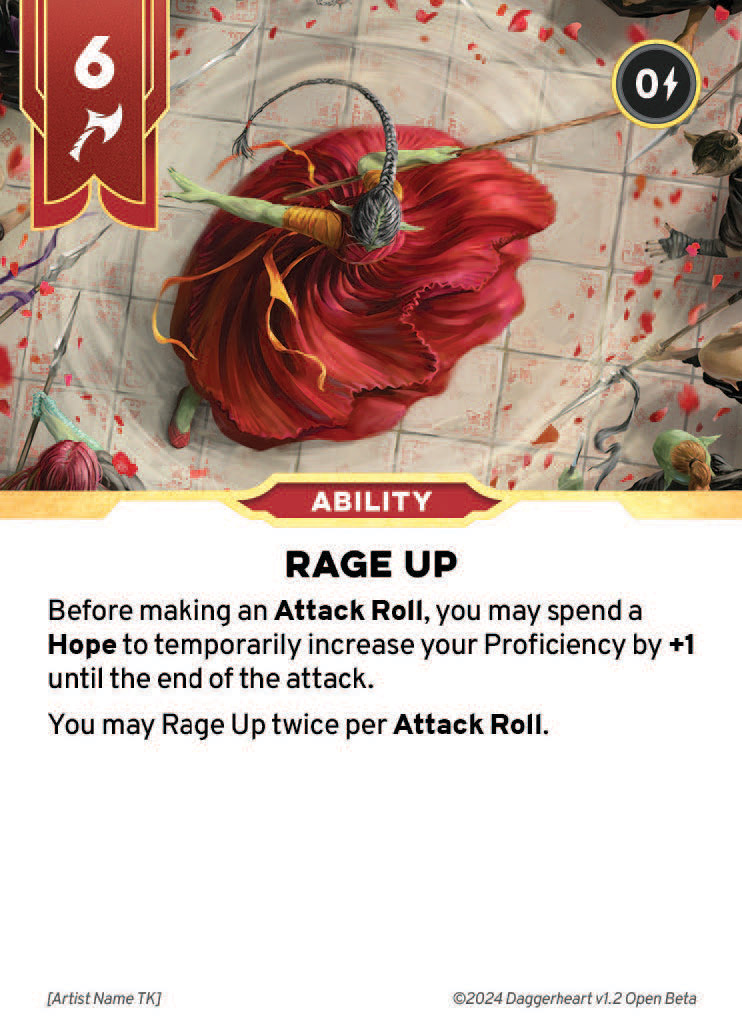 6
0
ABILITY
RAGE UP
Before making an Attack Roll, you may spend a
Hope to temporarily increase your Proficiency by +1
until the end of the attack.
You may Rage Up twice per Attack Roll.
[Artist Name TK]
©2024 Daggerheart v1.2 Open Beta